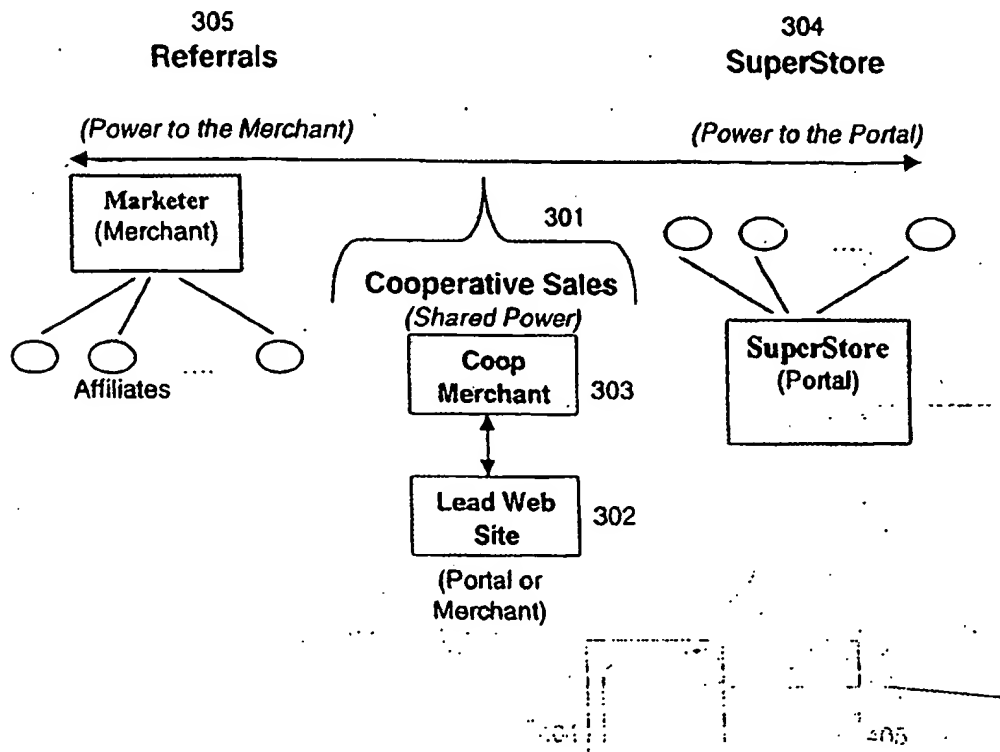 305
Referrals
304
SuperStore
(Power to the Merchant)
(Power to the Portal)
Marketer
(Merchant)
301
Cooperative Sales
(Shared Power)
Affiliates
....
....
Coop
Merchant
303
SuperStore
(Portal)
Lead Web
Site
302
(Portal or
Merchant)